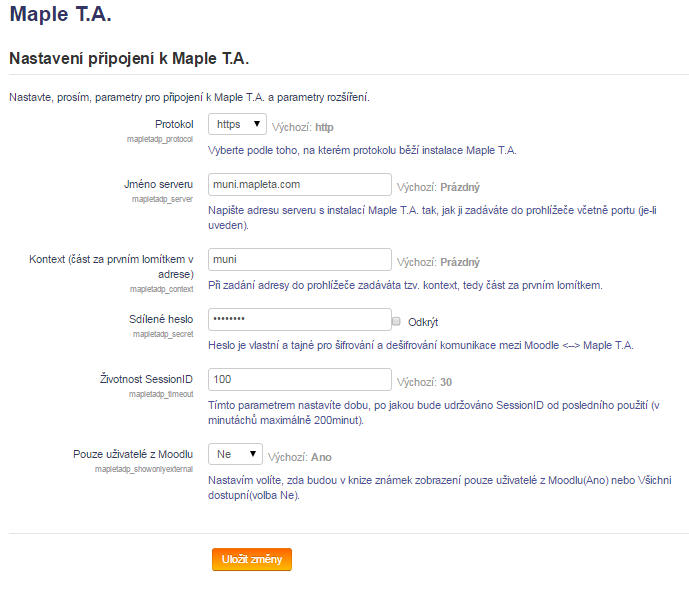 Maple T.A.
Nastavení připojení k Maple T.A.
Nastavte, prosím, parametry pro připojení k Maple T.A. a parametry rozšíření.
Protokol
mapletadp_protocol
https
Výchozí: http
Vyberte podle toho, na kterém protokolu běží instalace Maple T.A.
Jméno serveru
mapletadp_server
muni.mapleta.com
Výchozí: Prázdný
Napište adresu serveru s instalací Maple T.A. tak, jak ji zadáváte do prohlížeče včetně portu (je-li
uveden).
Kontext (část za prvním lomítkem v
adrese)
mapletadp_context
muni
Výchozí: Prázdný
Při zadání adresy do prohlížeče zadáváta tzv. kontext, tedy část za prvním lomítkem.
Sdílené heslo
mapletadp_secret
••••••••
Odkrýt
Heslo je vlastní a tajné pro šifrování a dešifrování komunikace mezi Moodle <--> Maple T.A.
Životnost SessionID
mapletadp_timeout
100
Výchozí: 30
Tímto parametrem nastavíte dobu, po jakou bude udržováno SessionID od posledního použití (v
minutách maximálně 200minut).
Pouze uživatelé z Moodlu
mapletadp_showonlyexternal
Ne
Výchozí: Ano
Nastavím volíte, zda budou v knize známek zobrazení pouze uživatelé z Moodlu(Ano) nebo Všichni
dostupní(volba Ne).
Uložit změny